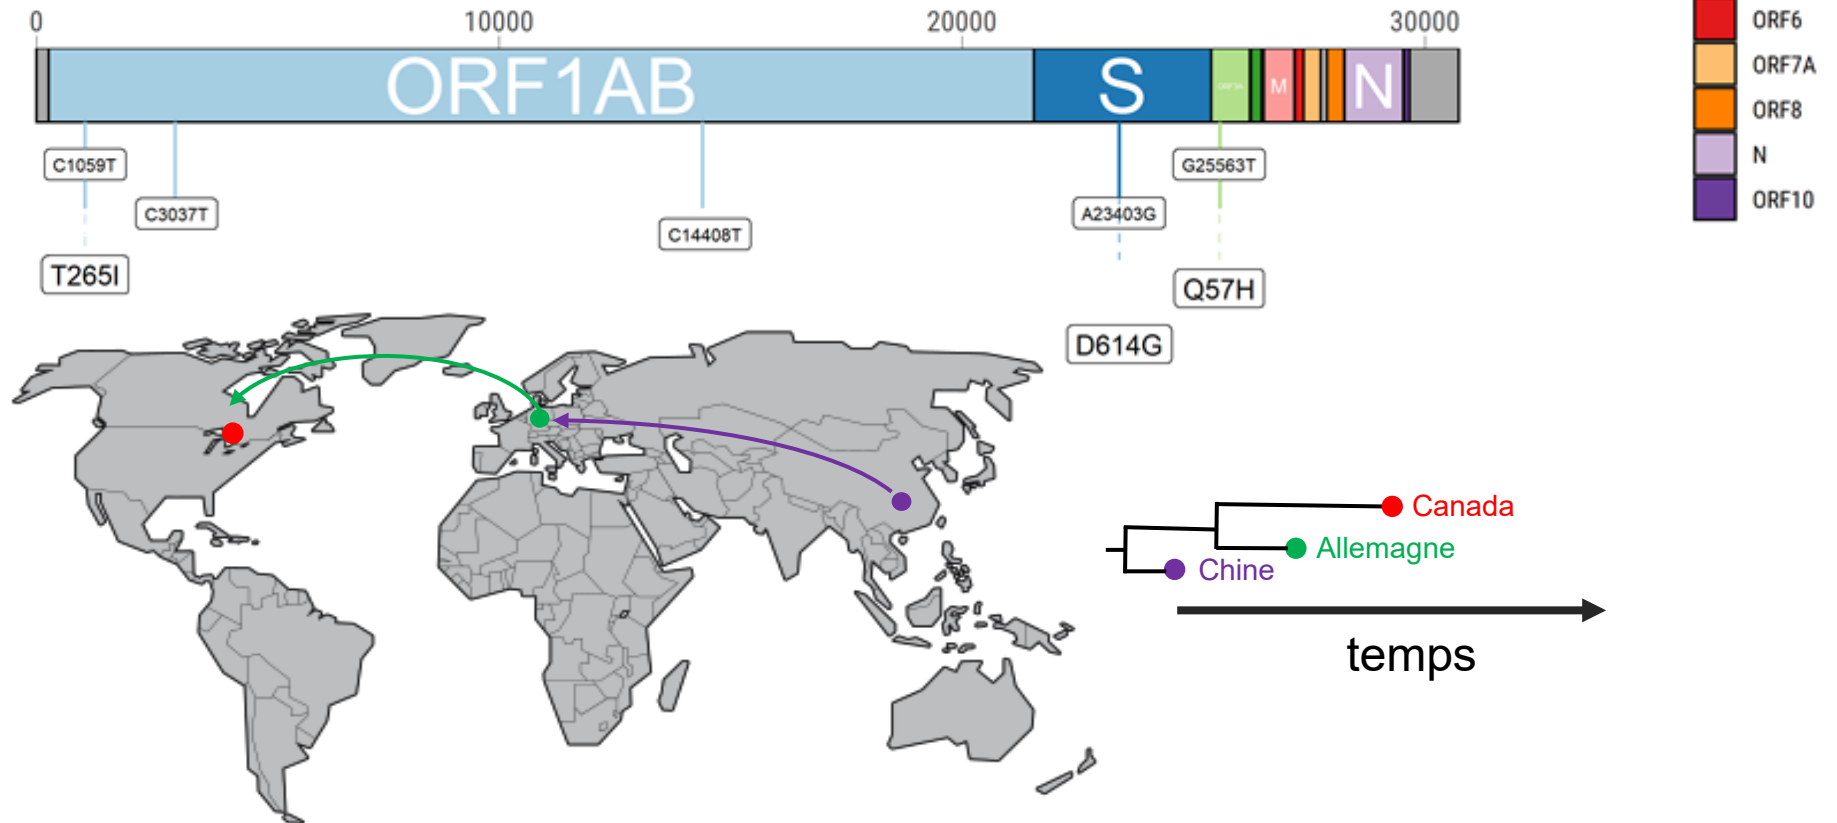 0 10000 20000 30000
ORF6
ORF7A
ORF8
N
ORF10
ORF1AB S ORF3A M N
C1059T
C3037T
C14408T
A23403G
G25563T
T265I
Q57H
D614G
Canada
Allemagne
Chine
temps